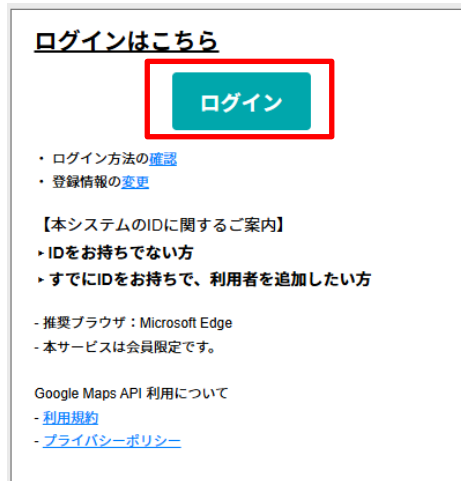 ログインはこちら
ログイン
・ ログイン方法の確認
・ 登録情報の変更
【本システムのIDに関するご案内】
▸ IDをお持ちでない方
▸ すでにIDをお持ちで、利用者を追加したい方
- 推奨ブラウザ：Microsoft Edge
- 本サービスは会員限定です。
Google Maps API 利用について
- 利用規約
- プライバシーポリシー